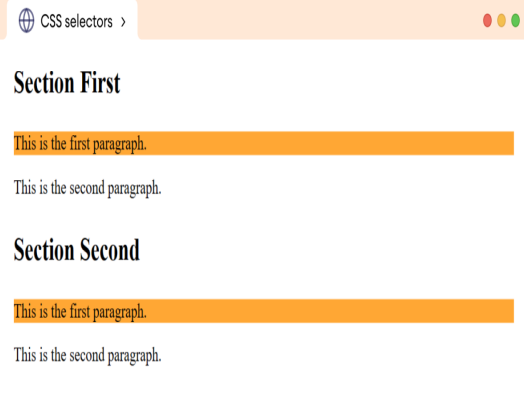 CSS selectors >
Section First
This is the first paragraph.
This is the second paragraph.
Section Second
This is the first paragraph.
This is the second paragraph.